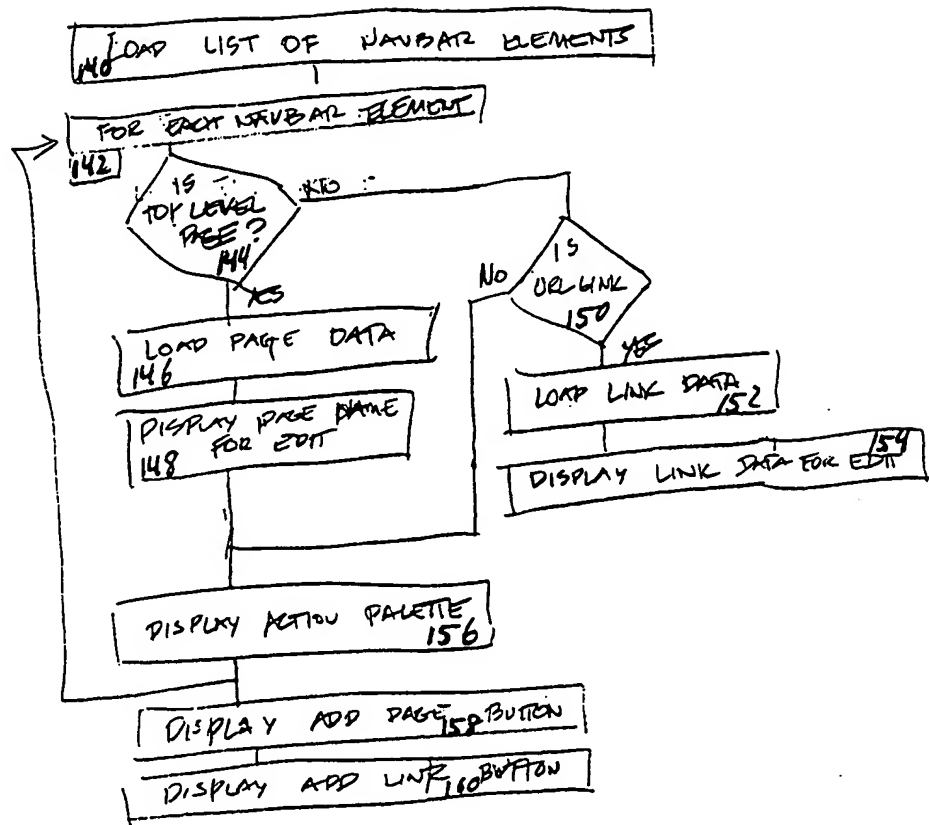 LOAD LIST OF NAVBAR ELEMENTS
140
FOR EACH NAVBAR ELEMENT
142
IS
TOP LEVEL
PAGE?
144
NO
YES
IS
URL LINK
150
NO
YES
LOAD PAGE DATA
146
LOAD LINK DATA
152
DISPLAY PAGE NAME
FOR EDIT
148
154
DISPLAY LINK DATA FOR EDIT
DISPLAY ACTION PALETTE
156
DISPLAY ADD PAGE BUTTON
158
DISPLAY ADD LINK BUTTON
160